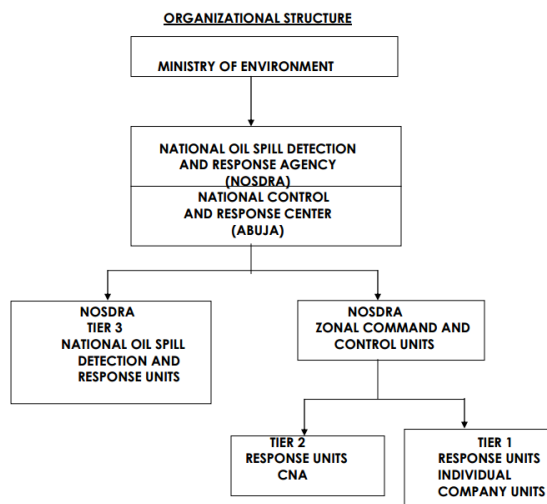 ORGANIZATIONAL STRUCTURE
MINISTRY OF ENVIRONMENT
NATIONAL OIL SPILL DETECTION
AND RESPONSE AGENCY
(NOSDRA)
NATIONAL CONTROL
AND RESPONSE CENTER
(ABUJA)
NOSDRA
TIER 3
NATIONAL OIL SPILL
DETECTION AND
RESPONSE UNITS
NOSDRA
ZONAL COMMAND AND
CONTROL UNITS
TIER 2
RESPONSE UNITS
CNA
TIER 1
RESPONSE UNITS
INDIVIDUAL
COMPANY UNITS